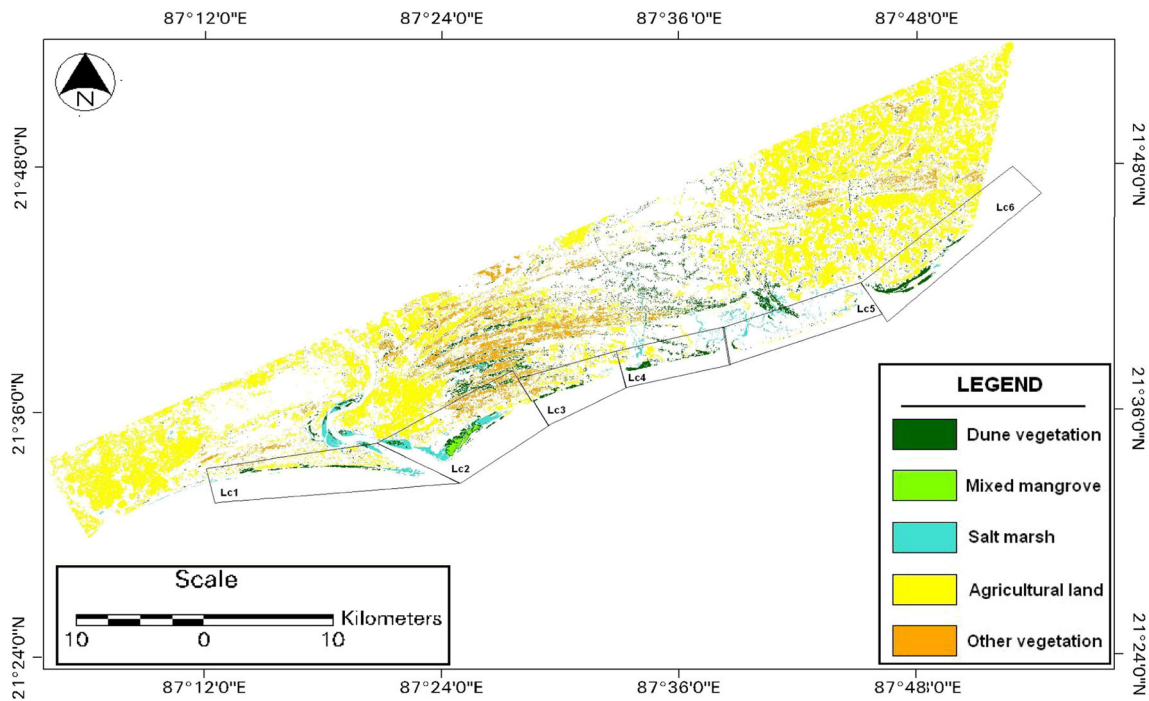 87°12'0"E 87°24'0"E 87°36'0"E 87°48'0"E
N
21°48'0"N
21°48'0"N
Lc6
Lc5
Lc4
Lc3
Lc2
Lc1
21°36'0"N
21°36'0"N
LEGEND
Dune vegetation
Mixed mangrove
Salt marsh
Agricultural land
Other vegetation
Scale
Kilometers
10 0 10
21°24'0"N
21°24'0"N
87°12'0"E 87°24'0"E 87°36'0"E 87°48'0"E